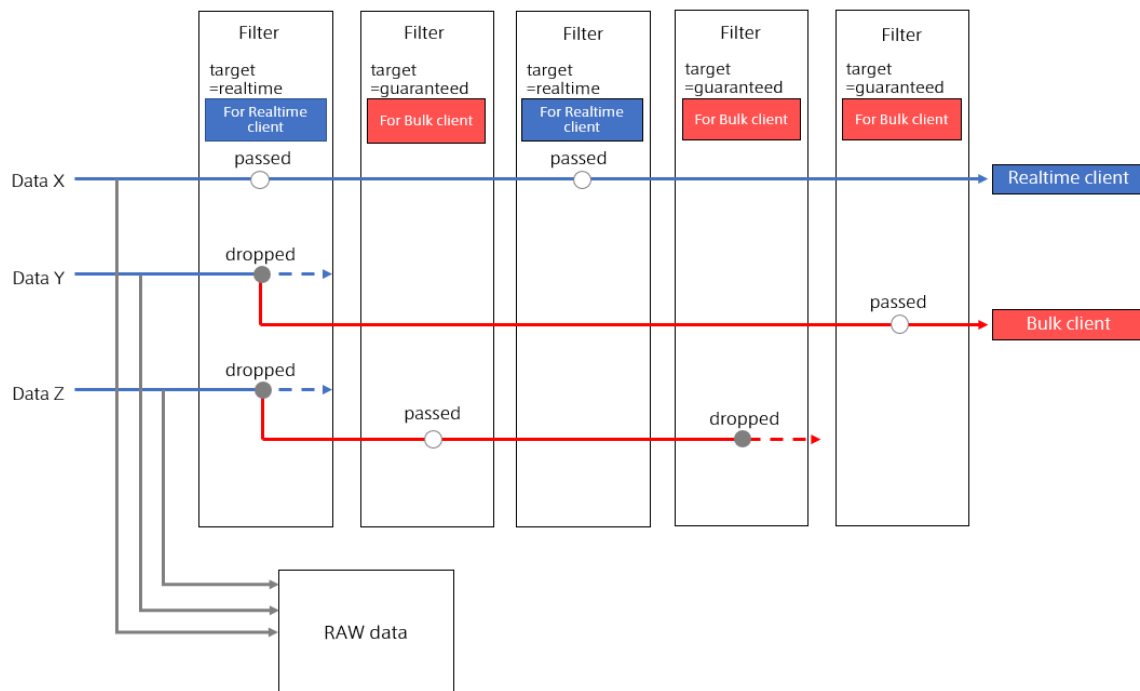 Filter
Filter
Filter
Filter
Filter
target
=realtime
target
=guaranteed
target
=realtime
target
=guaranteed
target
=guaranteed
For Realtime
client
For Bulk client
For Realtime
client
For Bulk client
For Bulk client
passed
passed
Data X
Realtime client
dropped
Data Y
passed
Bulk client
dropped
Data Z
passed
dropped
RAW data